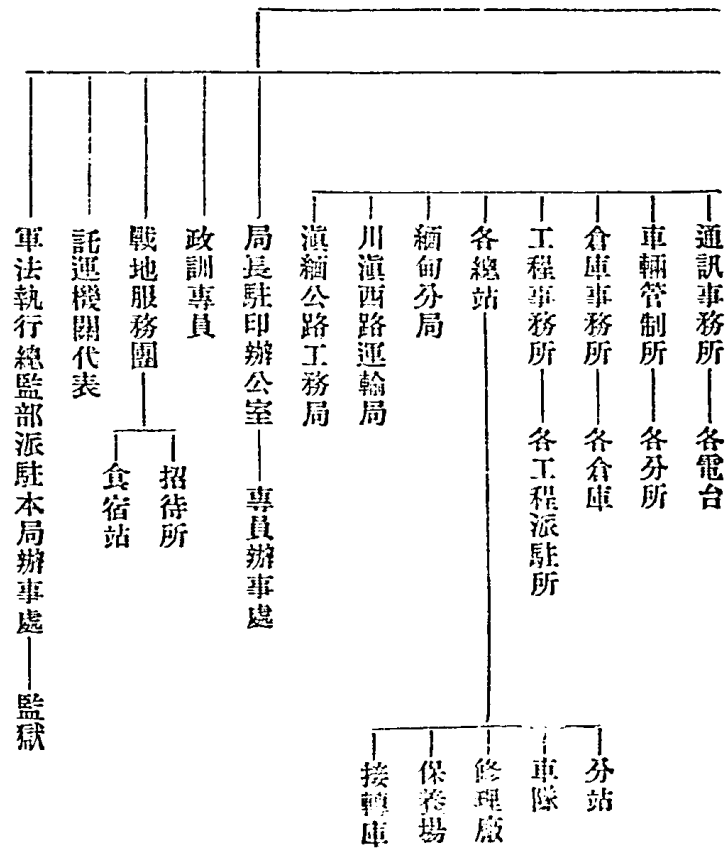 通訊事務所
各電台
車輛管制所
各分所
倉庫事務所
各倉庫
工程事務所
各工程派駐所
各總站
分站
車隊
修理廠
保養場
接轉庫
緬甸分局
川滇西路運輸局
滇緬公路工務局
局長駐印辦公室
專員辦事處
政訓專員
戰地服務團
招待所
食宿站
託運機關代表
軍法執行總監部派駐本局辦事處
監獄